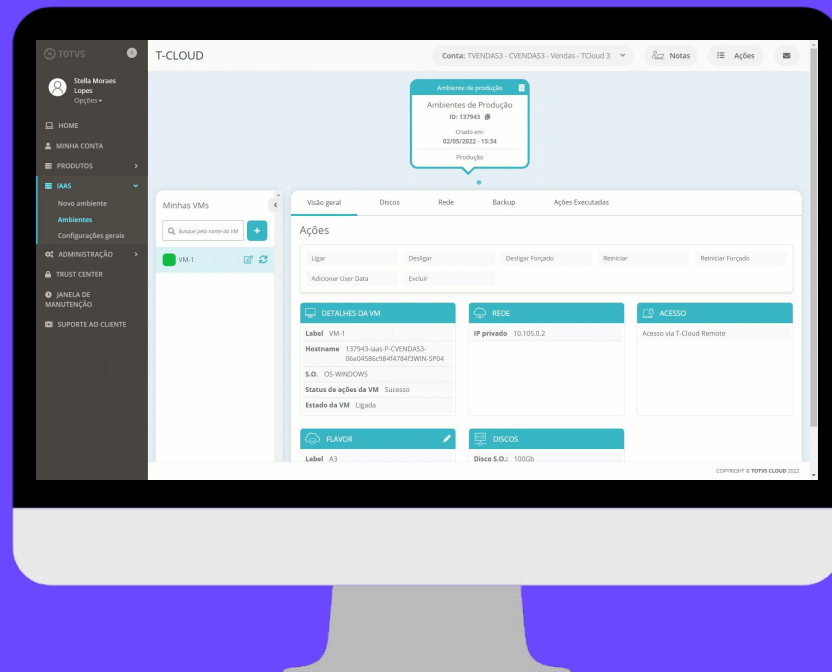 TOTVS
Stella Moraes
Lopes
Opções
HOME
MINHA CONTA
PRODUTOS
IAAS
Novo ambiente
Ambientes
Configurações gerais
ADMINISTRAÇÃO
TRUST CENTER
JANELA DE
MANUTENÇÃO
SUPORTE AO CLIENTE
T-CLOUD
Conta: TVENDAS3 - CVENDAS3 - Vendas - TCloud 3
Notas
Ações
Ambiente de produção
Ambientes de Produção
ID: 137943
Criado em:
02/05/2022 - 15:34
Produção
Minhas VMs
Busque pelo nome da VM
+
VM-1
Visão geral Discos Rede Backup Ações Executadas
Ações
Ligar Desligar Desligar Forçado Reiniciar Reiniciar Forçado
Adicionar User Data Excluir
DETALHES DA VM
Label VM-1
Hostname 137943-iaas-P-CVENDAS3-
06e04586c984f4784f3WIN-SP04
S.O. OS-WINDOWS
Status de ações da VM Sucesso
Estado da VM Ligada
REDE
IP privado 10.105.0.2
ACESSO
Acesso via T-Cloud Remote
FLAVOR
Label A3
DISCOS
Disco S.O.: 100Gb
COPYRIGHT © TOTVS CLOUD 2022